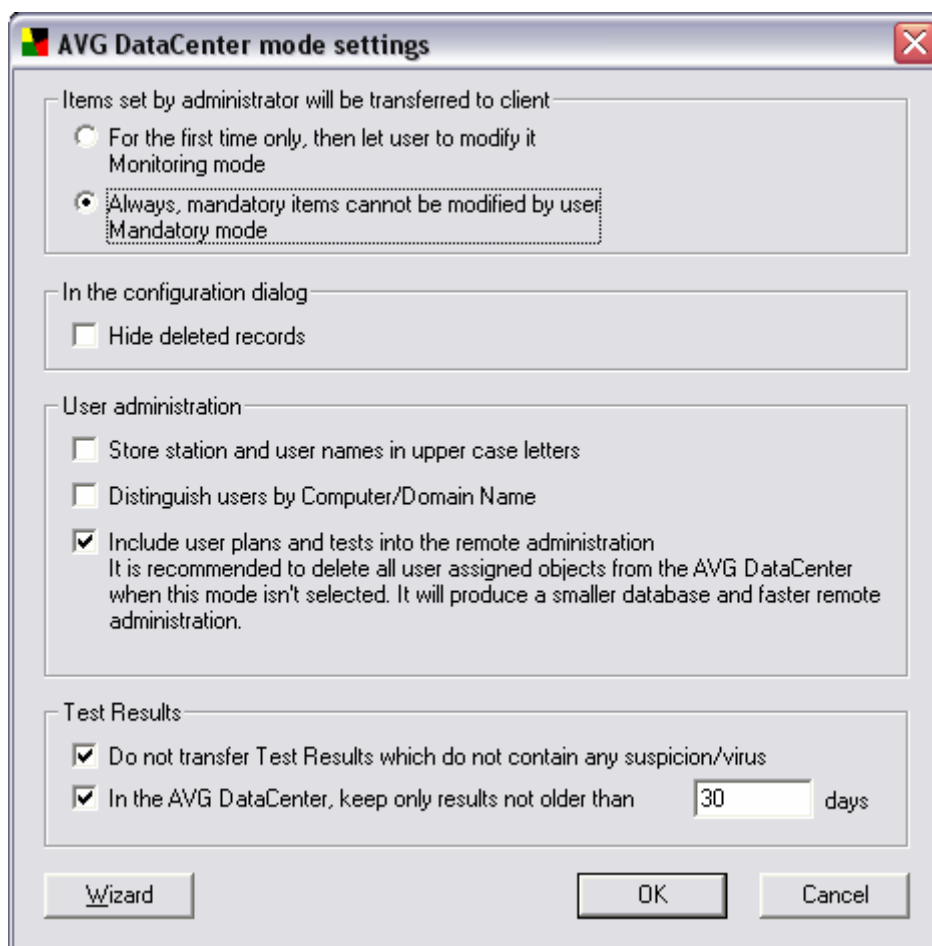 AVG DataCenter mode settings
Items set by administrator will be transferred to client
For the first time only, then let user to modify it
Monitoring mode
Always, mandatory items cannot be modified by user
Mandatory mode
In the configuration dialog
Hide deleted records
User administration
Store station and user names in upper case letters
Distinguish users by Computer/Domain Name
Include user plans and tests into the remote administration
It is recommended to delete all user assigned objects from the AVG DataCenter
when this mode isn't selected. It will produce a smaller database and faster remote
administration.
Test Results
Do not transfer Test Results which do not contain any suspicion/virus
In the AVG DataCenter, keep only results not older than 30 days
Wizard OK Cancel